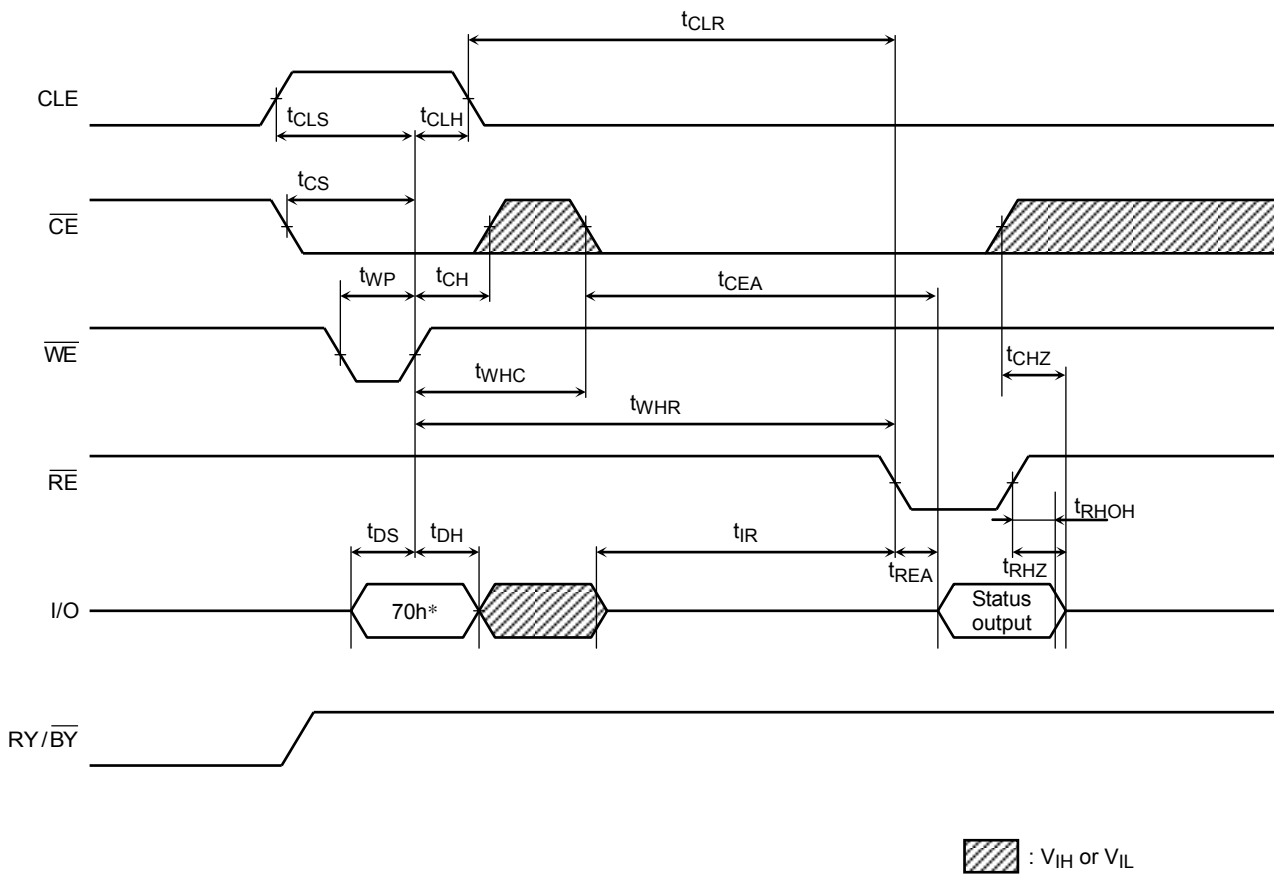 tCLR
CLE
tCLS
tCLH
tCS
CE
tWP
tCH
tCEA
WE
tCHZ
tWHC
tWHR
RE
tRHOH
tDS
tDH
tIR
tREA
tRHZ
I/O
70h*
Status
output
RY/BY
: VIH or VIL